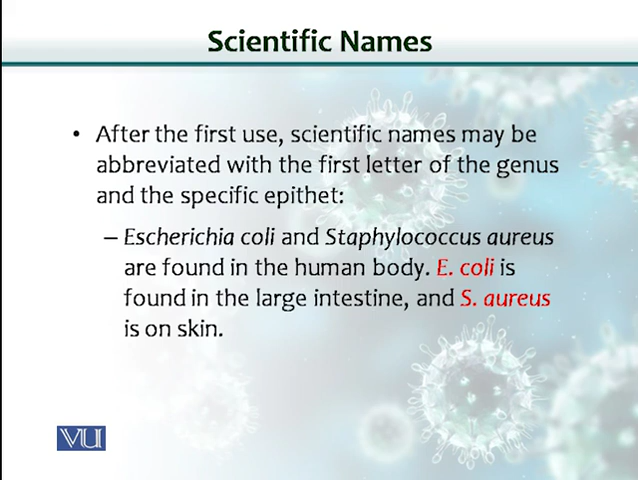 Scientific Names
• After the first use, scientific names may be
abbreviated with the first letter of the genus
and the specific epithet:
– Escherichia coli and Staphylococcus aureus
are found in the human body. E. coli is
found in the large intestine, and S. aureus
is on skin.
VU